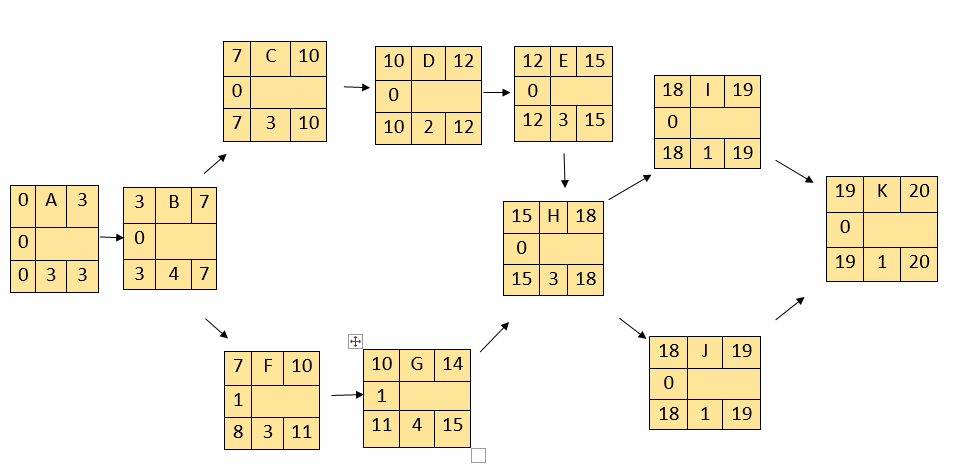 7 C 10
0
7 3 10
10 D 12
0
10 2 12
12 E 15
0
12 3 15
18 I 19
0
18 1 19
0 A 3
0
0 3 3
3 B 7
0
3 4 7
15 H 18
0
15 3 18
19 K 20
0
19 1 20
7 F 10
1
8 3 11
10 G 14
1
11 4 15
18 J 19
0
18 1 19